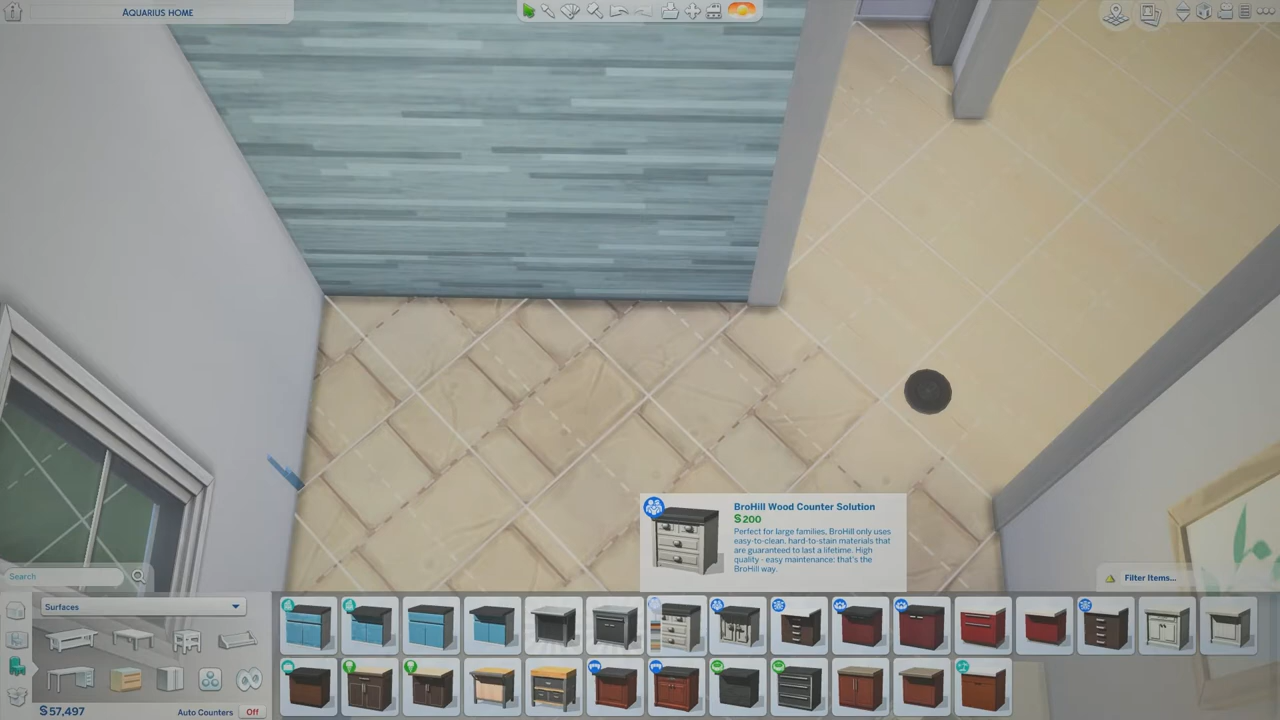 AQUARIUS HOME
BroHill Wood Counter Solution
$200
Perfect for large families, BroHill only uses
easy-to-clean, hard-to-stain materials that
are guaranteed to last a lifetime. High
quality - easy maintenance: that's the
BroHill way.
Search
Filter Items...
Surfaces
$57,497
Auto Counters Off